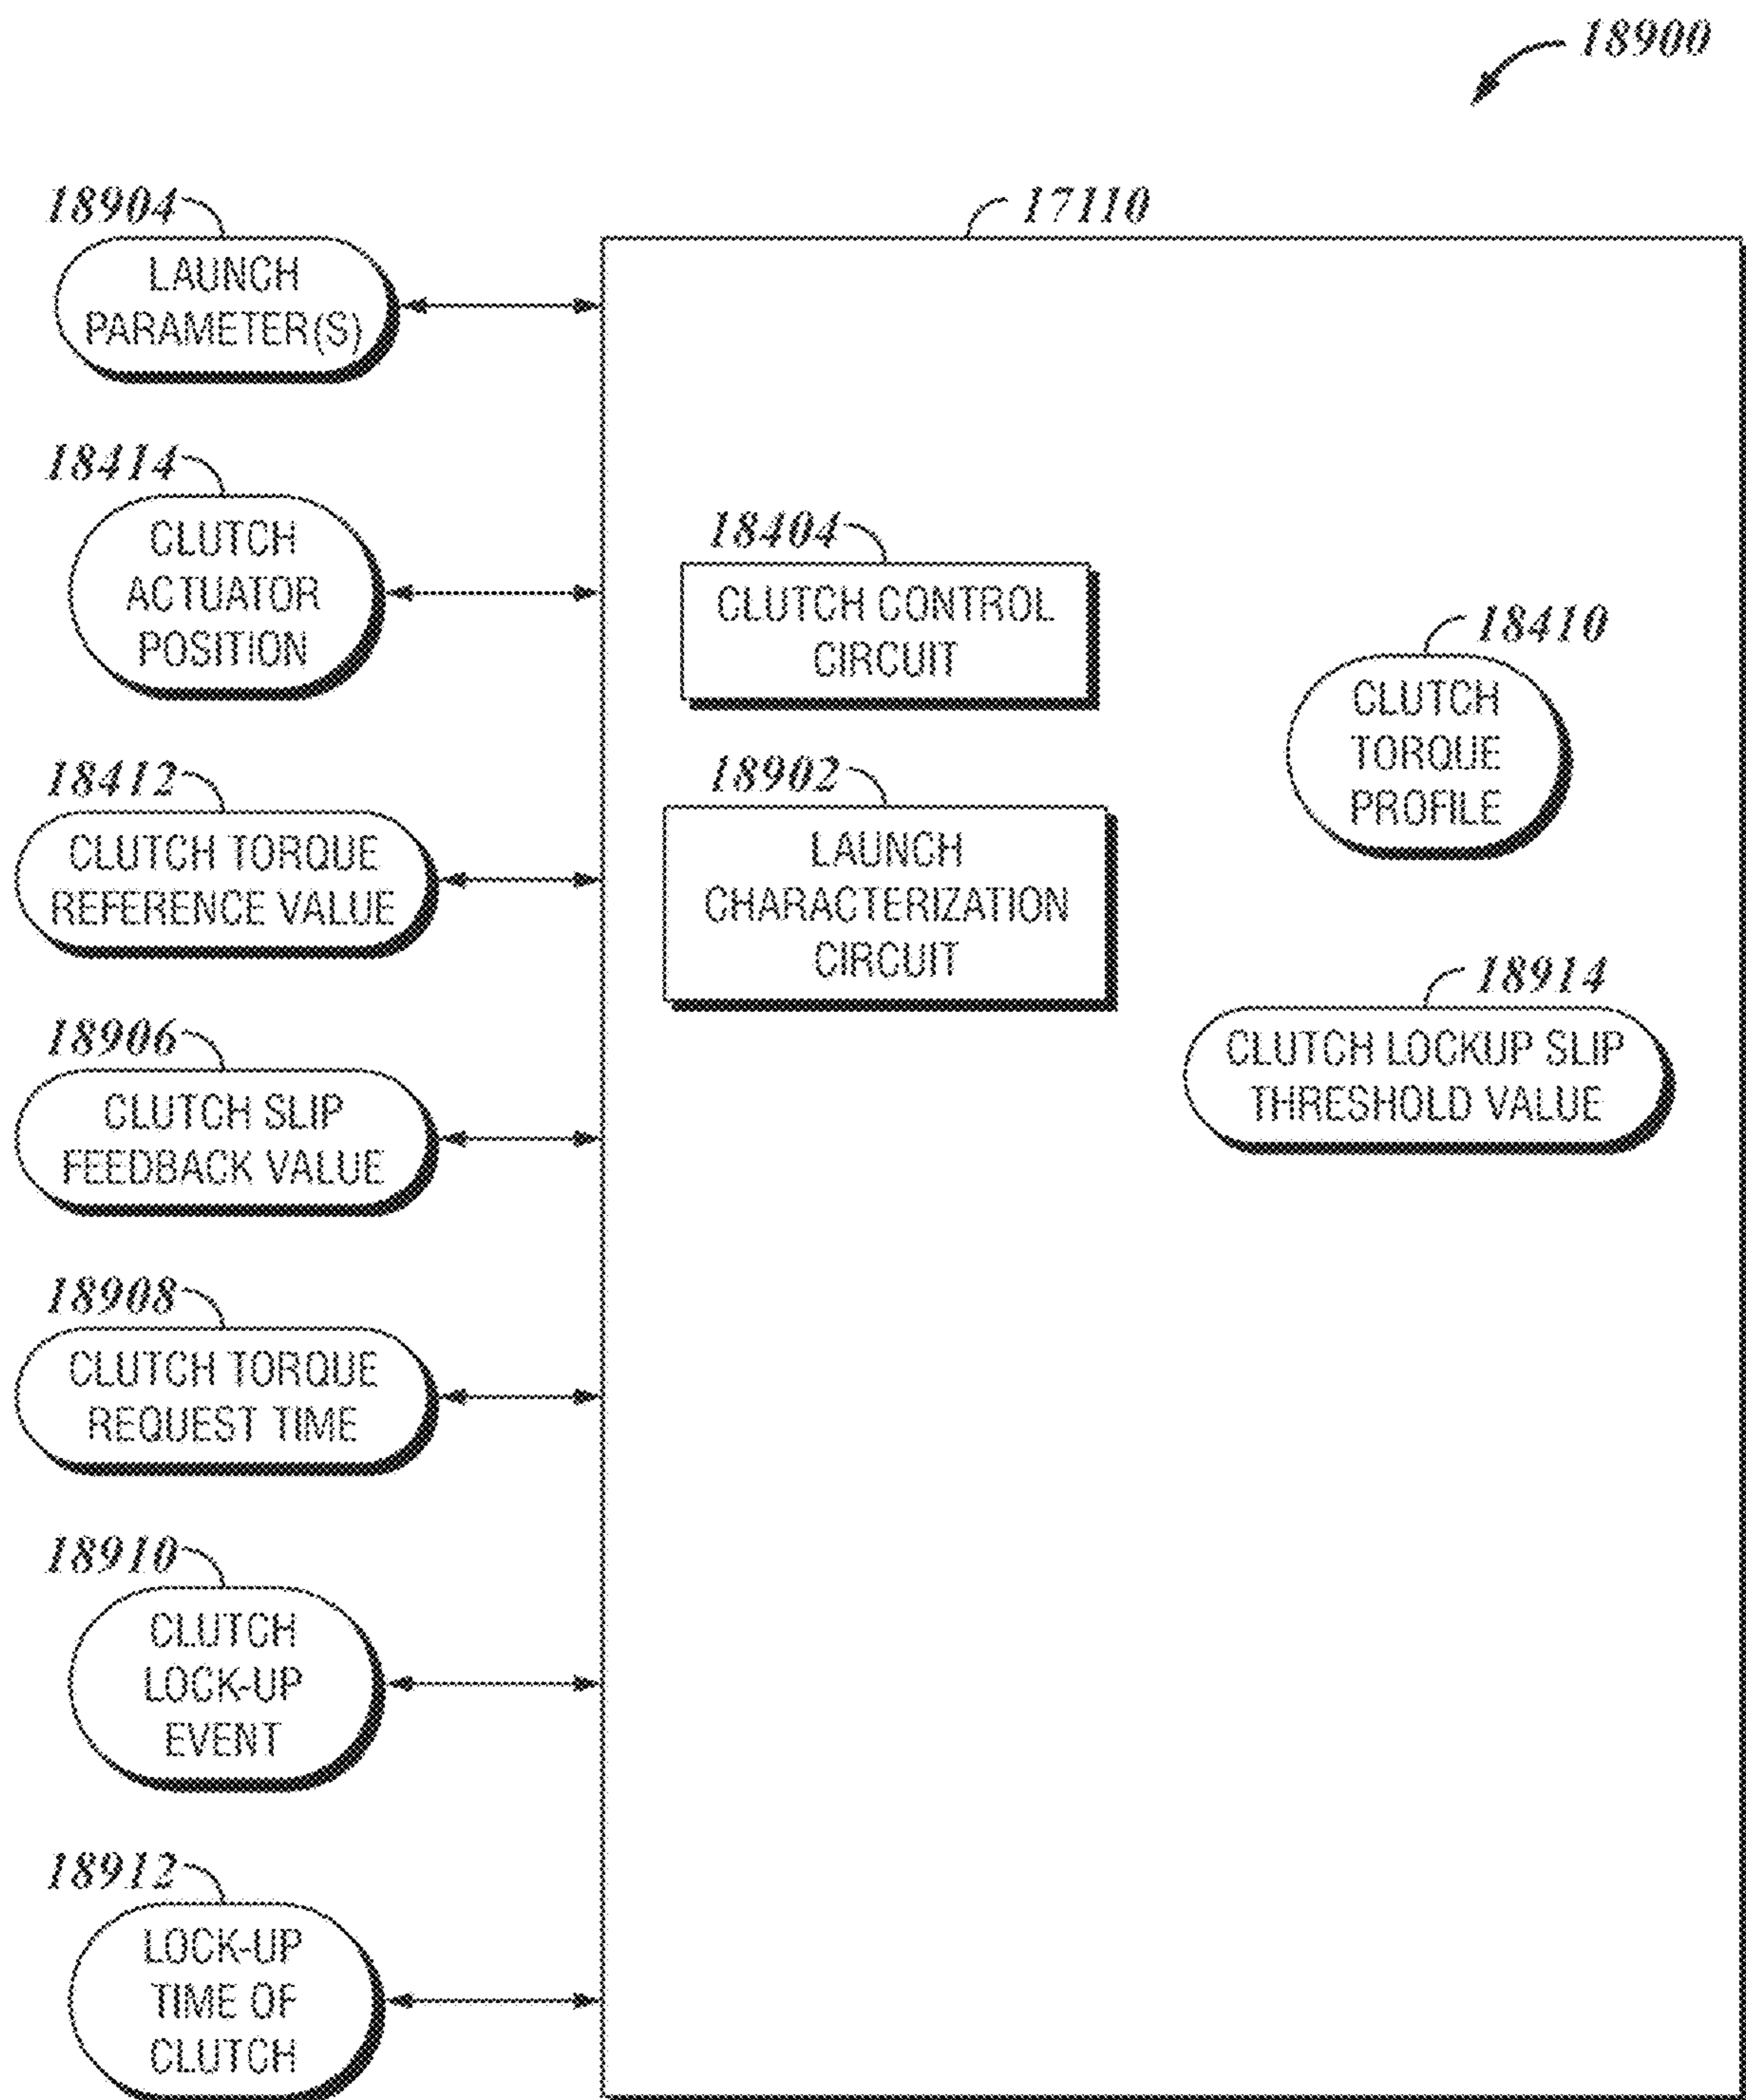 18900
18904
LAUNCH
PARAMETER(S)
18414
CLUTCH
ACTUATOR
POSITION
18412
CLUTCH TORQUE
REFERENCE VALUE
18906
CLUTCH SLIP
FEEDBACK VALUE
18908
CLUTCH TORQUE
REQUEST TIME
18910
CLUTCH
LOCK-UP
EVENT
18912
LOCK-UP
TIME OF
CLUTCH
17110
18404
CLUTCH CONTROL
CIRCUIT
18902
LAUNCH
CHARACTERIZATION
CIRCUIT
18410
CLUTCH
TORQUE
PROFILE
18914
CLUTCH LOCKUP SLIP
THRESHOLD VALUE